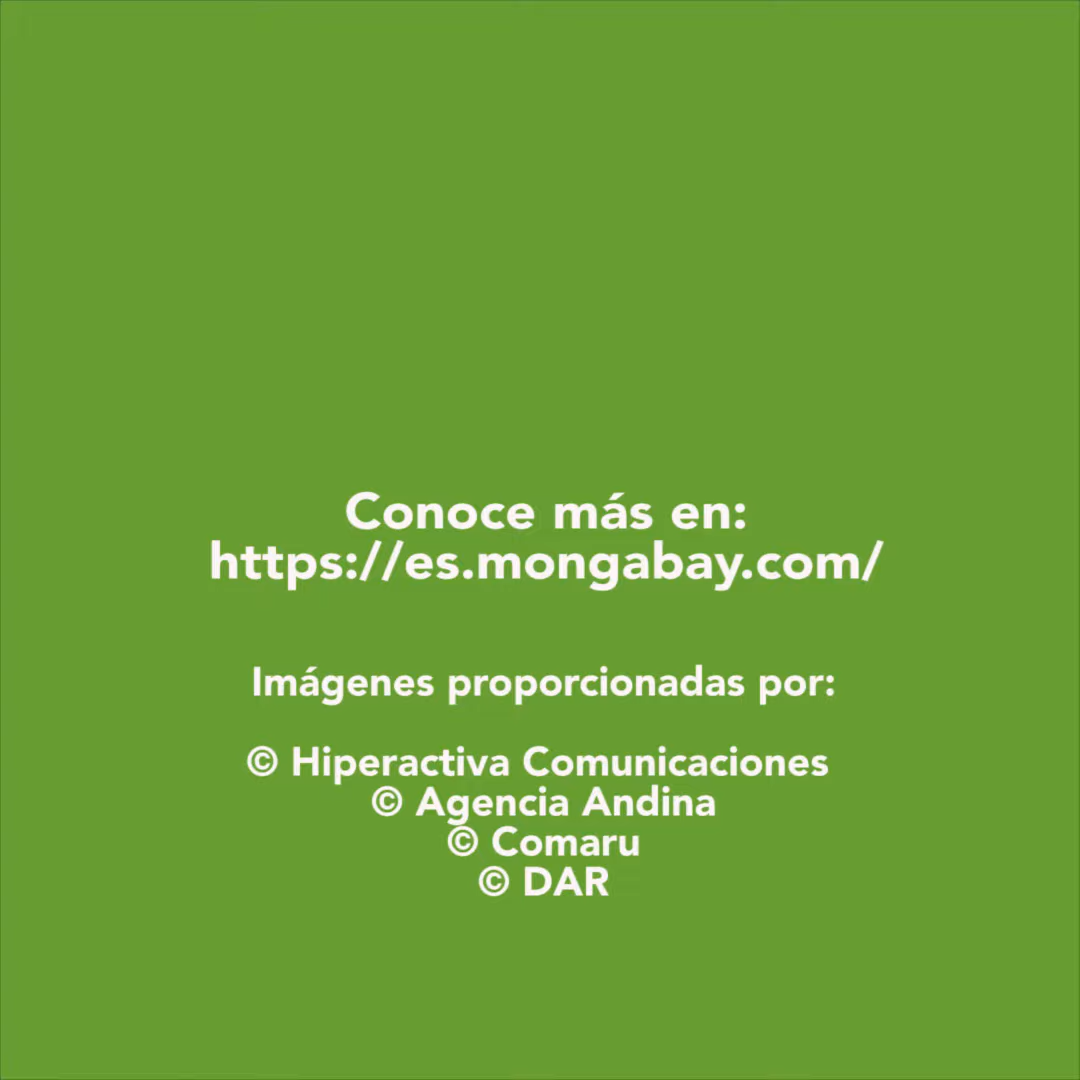 Conoce más en:
https://es.mongabay.com/
Imágenes proporcionadas por:
© Hiperactiva Comunicaciones
© Agencia Andina
© Comaru
© DAR